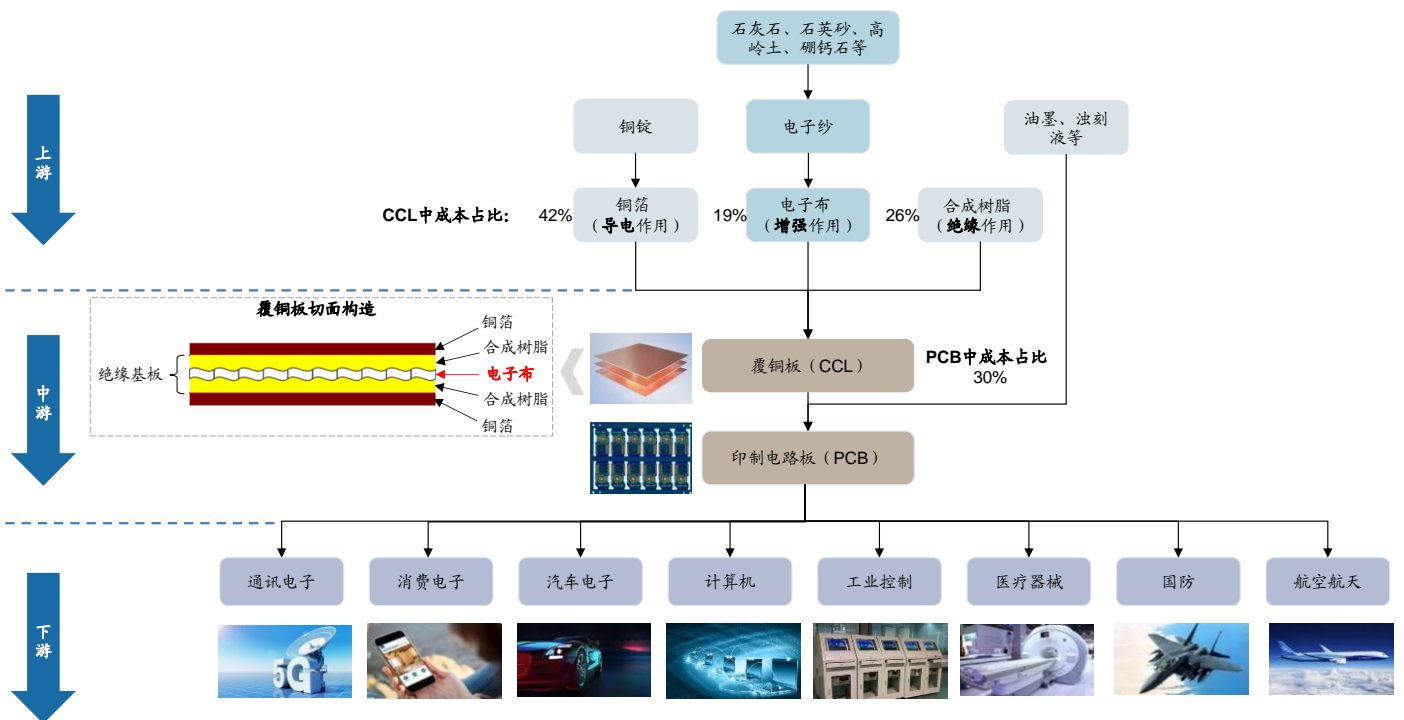 石灰石、石英砂、高
岭土、硼钙石等
上游
铜锭
电子纱
油墨、浊刻
液等
CCL中成本占比：
42%
铜箔
（导电作用）
19%
电子布
（增强作用）
26%
合成树脂
（绝缘作用）
中游
覆铜板切面构造
铜箔
合成树脂
绝缘基板
电子布
合成树脂
铜箔
覆铜板（CCL）
PCB中成本占比
30%
印制电路板（PCB）
下游
通讯电子
消费电子
汽车电子
计算机
工业控制
医疗器械
国防
航空航天
5G